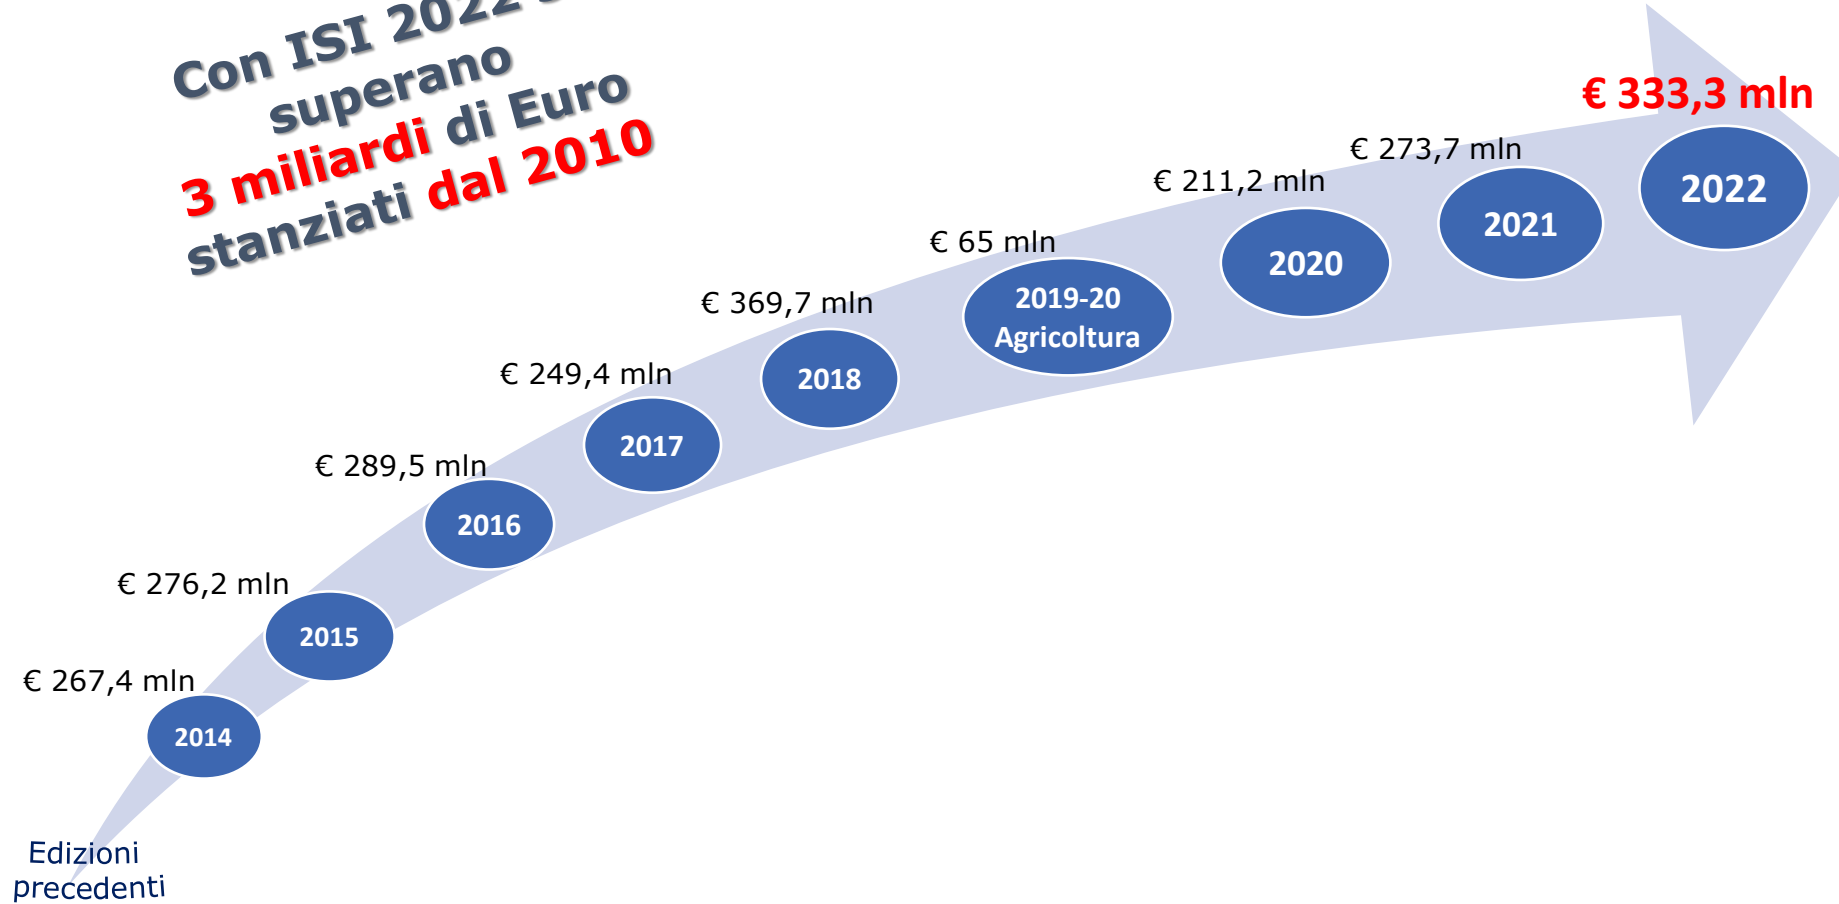 Con ISI 2022
superano
3 miliardi di Euro
stanziati dal 2010
€ 333,3 mln
2022
€ 273,7 mln
2021
€ 211,2 mln
2020
€ 65 mln
2019-20
Agricoltura
€ 369,7 mln
2018
€ 249,4 mln
2017
€ 289,5 mln
2016
€ 276,2 mln
2015
€ 267,4 mln
2014
Edizioni
precedenti